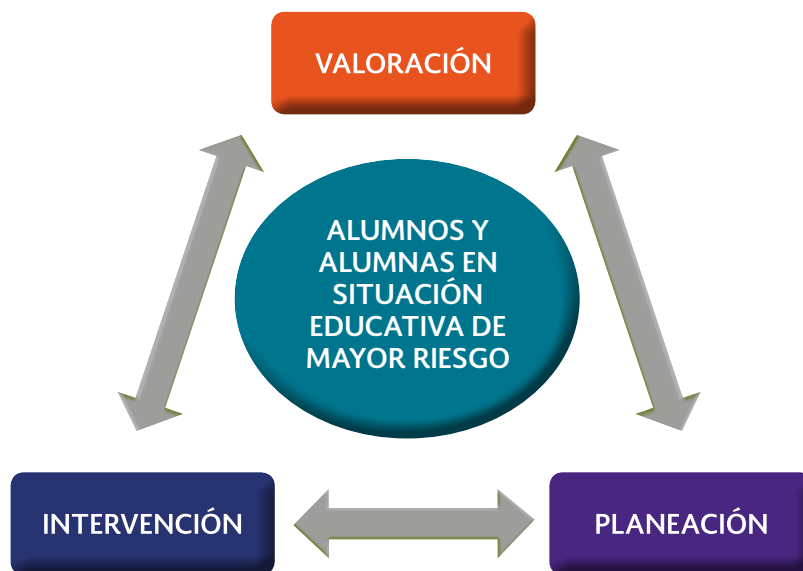 VALORACIÓN
ALUMNOS Y
ALUMNAS EN
SITUACIÓN
EDUCATIVA DE
MAYOR RIESGO
INTERVENCIÓN
PLANEACIÓN